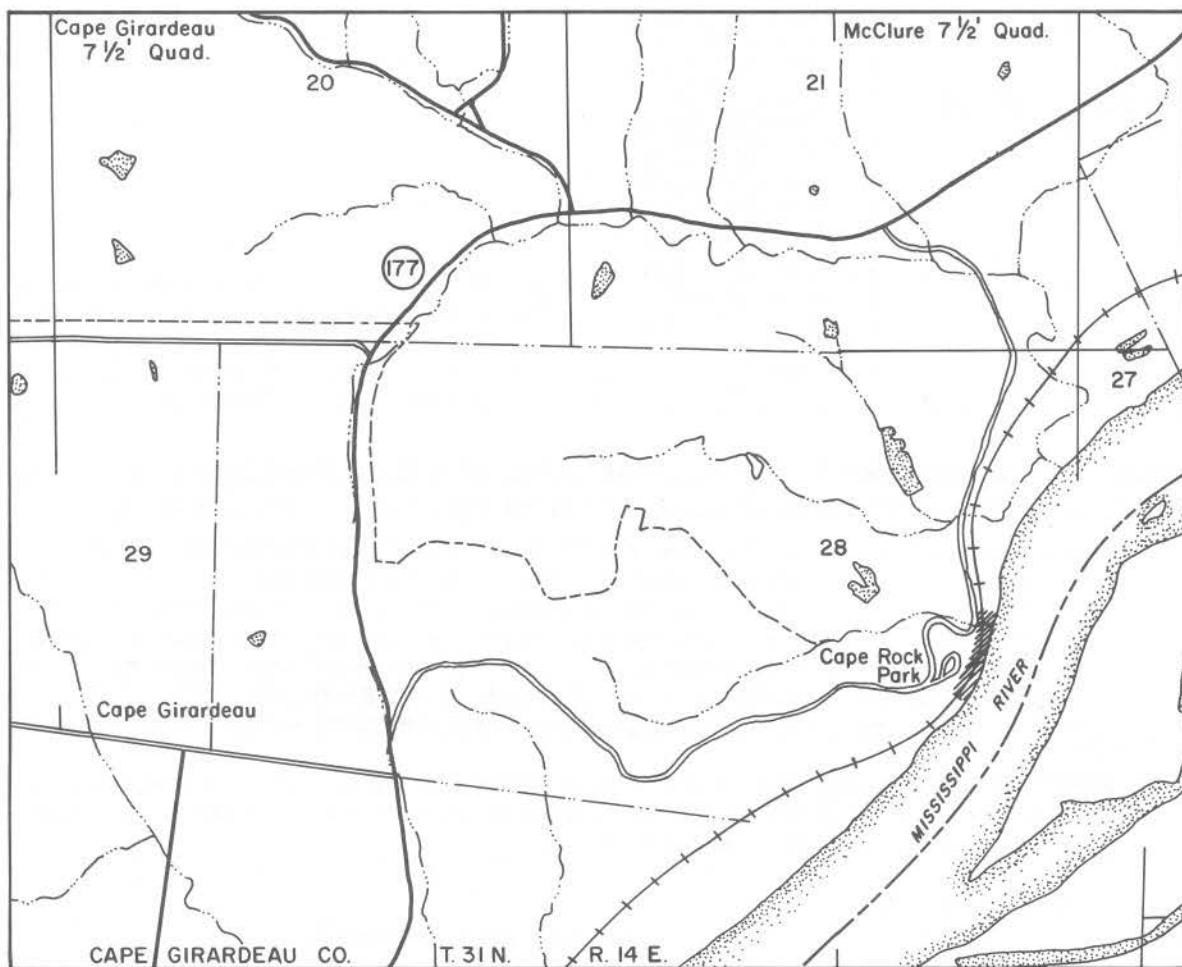 Cape Girardeau
7 ½' Quad.
McClure 7 ½' Quad.
20
21
177
27
29
28
Cape Rock
Park
RIVER
MISSISSIPPI
Cape Girardeau
CAPE GIRARDEAU CO. T. 31 N. R. 14 E.